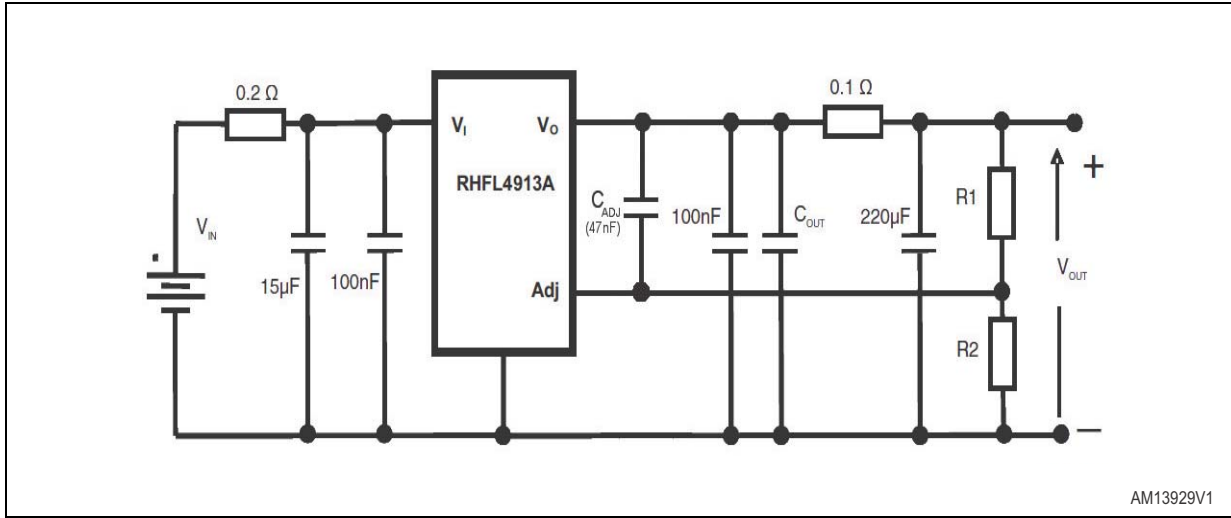 0.2 Ω
0.1 Ω
V_I
V_O
RHFL4913A
Adj
V_IN
15µF
100nF
C_ADJ
(47nF)
100nF
C_OUT
220µF
R1
R2
+
V_OUT
−
AM13929V1